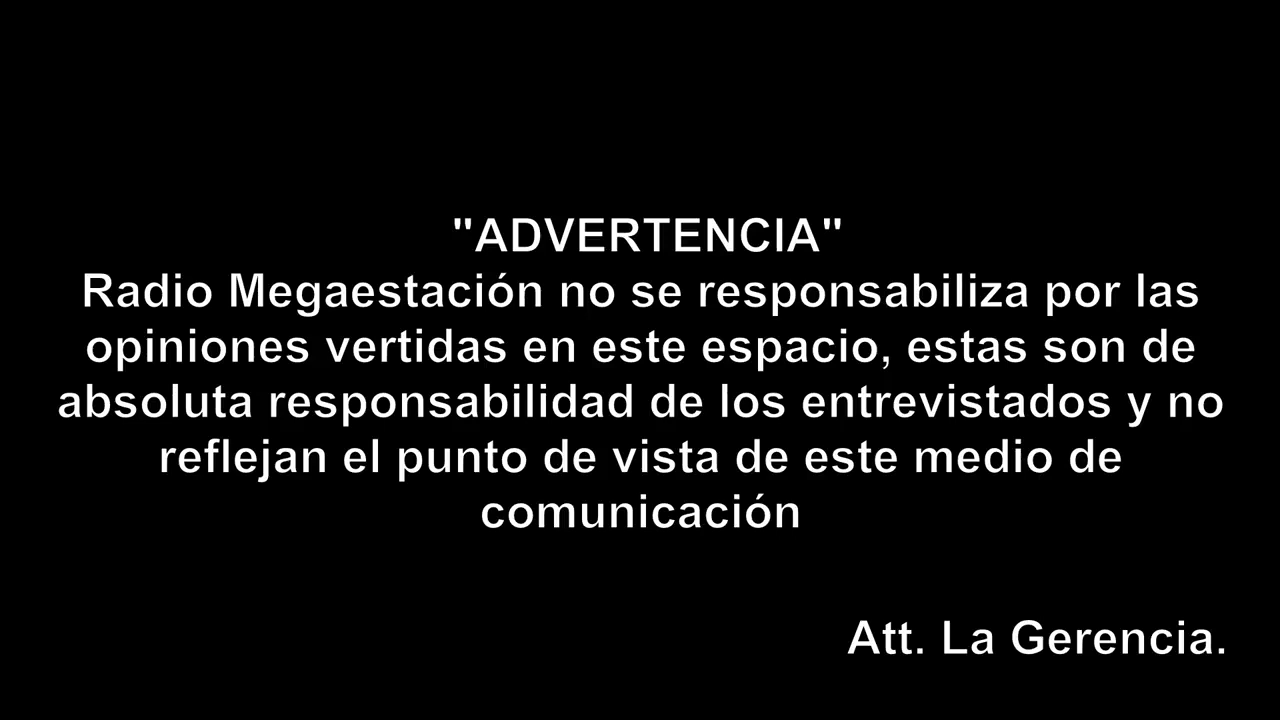 "ADVERTENCIA"
Radio Megaestación no se responsabiliza por las
opiniones vertidas en este espacio, estas son de
absoluta responsabilidad de los entrevistados y no
reflejan el punto de vista de este medio de
comunicación
Att. La Gerencia.